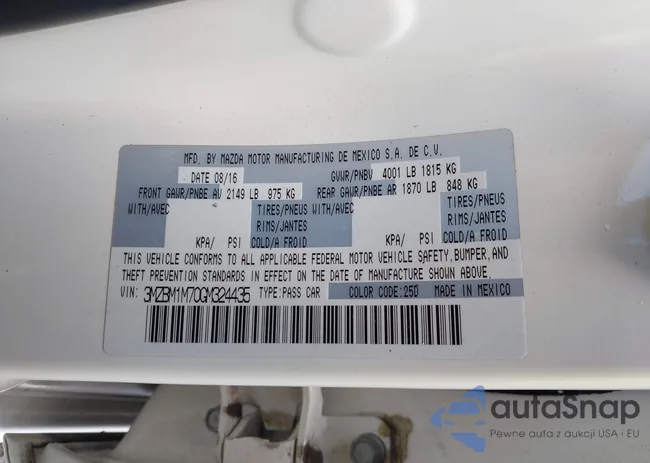 MFD. BY MAZDA MOTOR MANUFACTURING DE MEXICO S.A. DE C.V.
DATE 08/16 GVWR/PNBV 4001 LB 1815 KG
FRONT GAWR/PNBE AV 2149 LB 975 KG REAR GAWR/PNBE AR 1870 LB 848 KG
WITH/AVEC TIRES/PNEUS WITH/AVEC TIRES/PNEUS
RIMS/JANTES RIMS/JANTES
KPA/ PSI COLD/A FROID KPA/ PSI COLD/A FROID
THIS VEHICLE CONFORMS TO ALL APPLICABLE FEDERAL MOTOR VEHICLE SAFETY, BUMPER, AND
THEFT PREVENTION STANDARDS IN EFFECT ON THE DATE OF MANUFACTURE SHOWN ABOVE.
VIN: 3MZBM1M70GM324435 TYPE:PASS CAR COLOR CODE:25D MADE IN MEXICO
autaSnap
Pewne auta z aukcji USA i EU